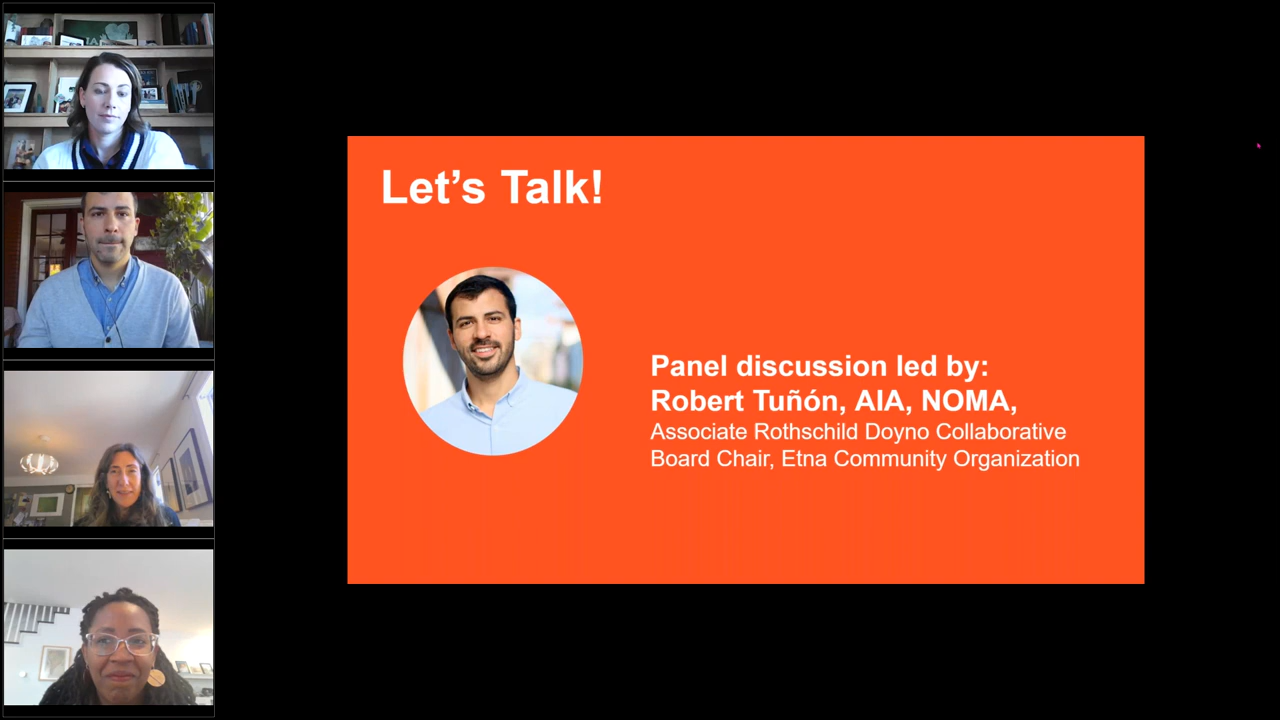 Let's Talk!
Panel discussion led by:
Robert Tuñón, AIA, NOMA,
Associate Rothschild Doyno Collaborative
Board Chair, Etna Community Organization